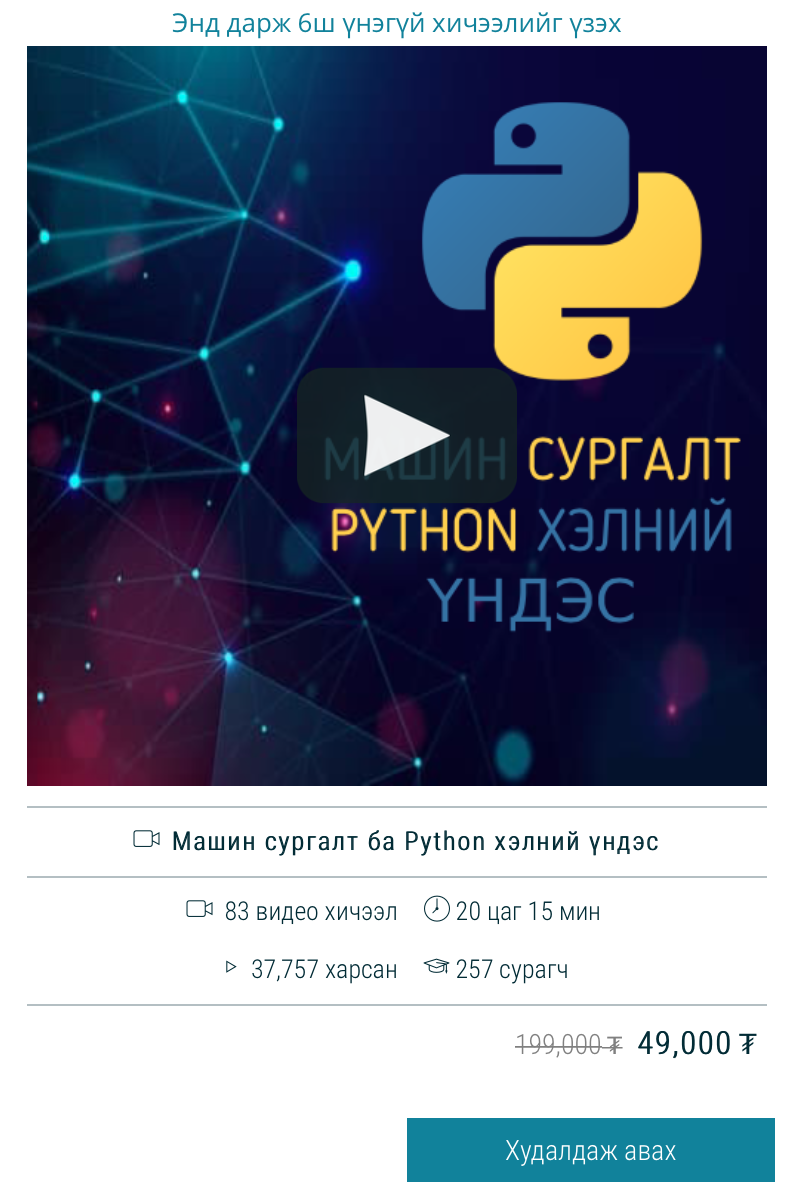 Энд дарж 6ш үнэгүй хичээлийг үзэх
МАШИН СУРГАЛТ
PYTHON ХЭЛНИЙ
ҮНДЭС
Машин сургалт ба Python хэлний үндэс
83 видео хичээл 20 цаг 15 мин
37,757 харсан 257 сурагч
199,000 ₮ 49,000 ₮
Худалдаж авах